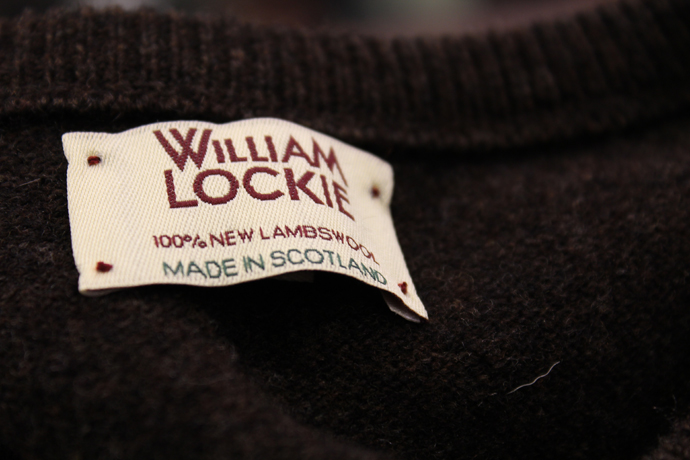 WILLIAM
LOCKIE
100% NEW LAMBSWOOL
MADE IN SCOTLAND